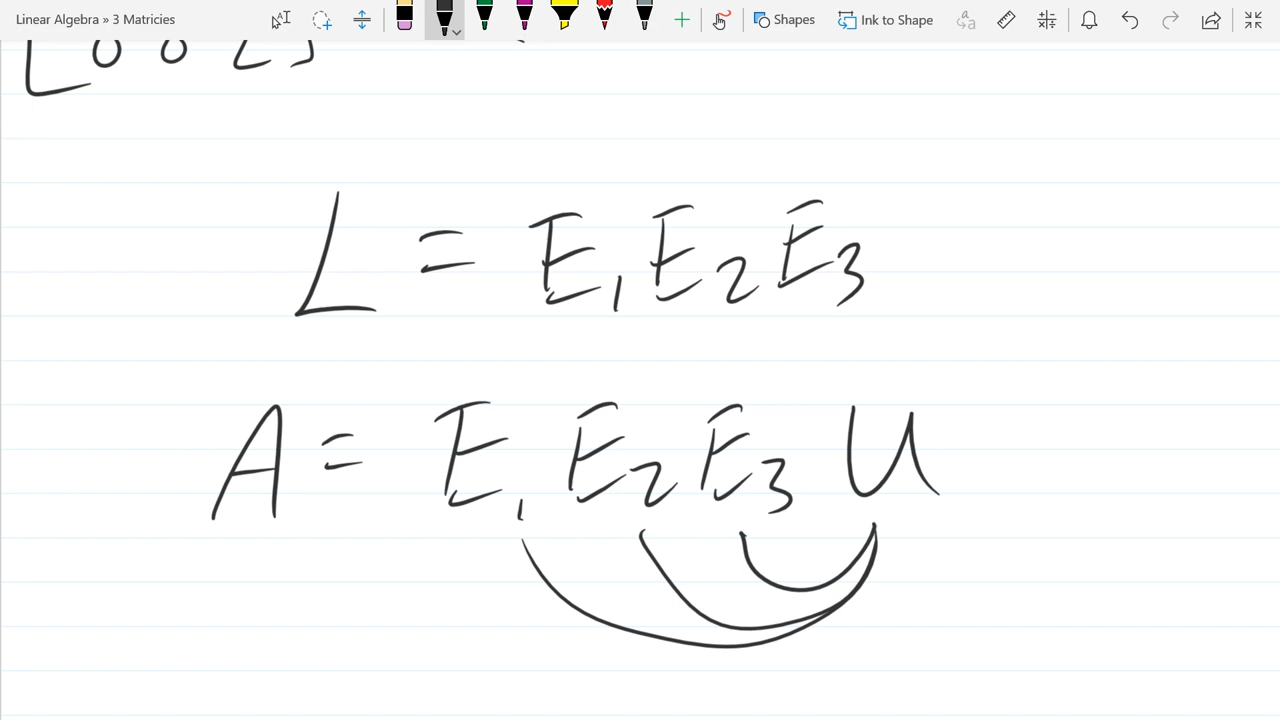 Linear Algebra » 3 Matricies
Shapes
Ink to Shape
L = E₁E₂E₃
A = E₁E₂E₃U